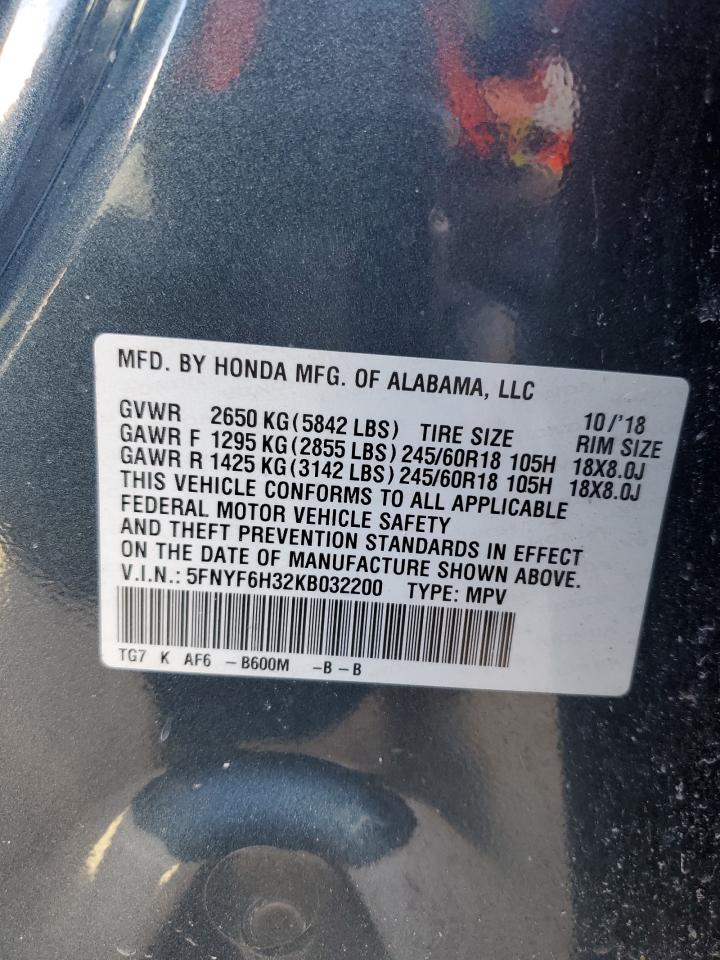 MFD. BY HONDA MFG. OF ALABAMA, LLC
10/'18
GVWR 2650 KG(5842 LBS) TIRE SIZE RIM SIZE
GAWR F 1295 KG(2855 LBS) 245/60R18 105H 18X8.0J
GAWR R 1425 KG(3142 LBS) 245/60R18 105H 18X8.0J
THIS VEHICLE CONFORMS TO ALL APPLICABLE
FEDERAL MOTOR VEHICLE SAFETY
AND THEFT PREVENTION STANDARDS IN EFFECT
ON THE DATE OF MANUFACTURE SHOWN ABOVE.
V.I.N.: 5FNYF6H32KB032200 TYPE: MPV
TG7 K AF6 -B600M -B-B